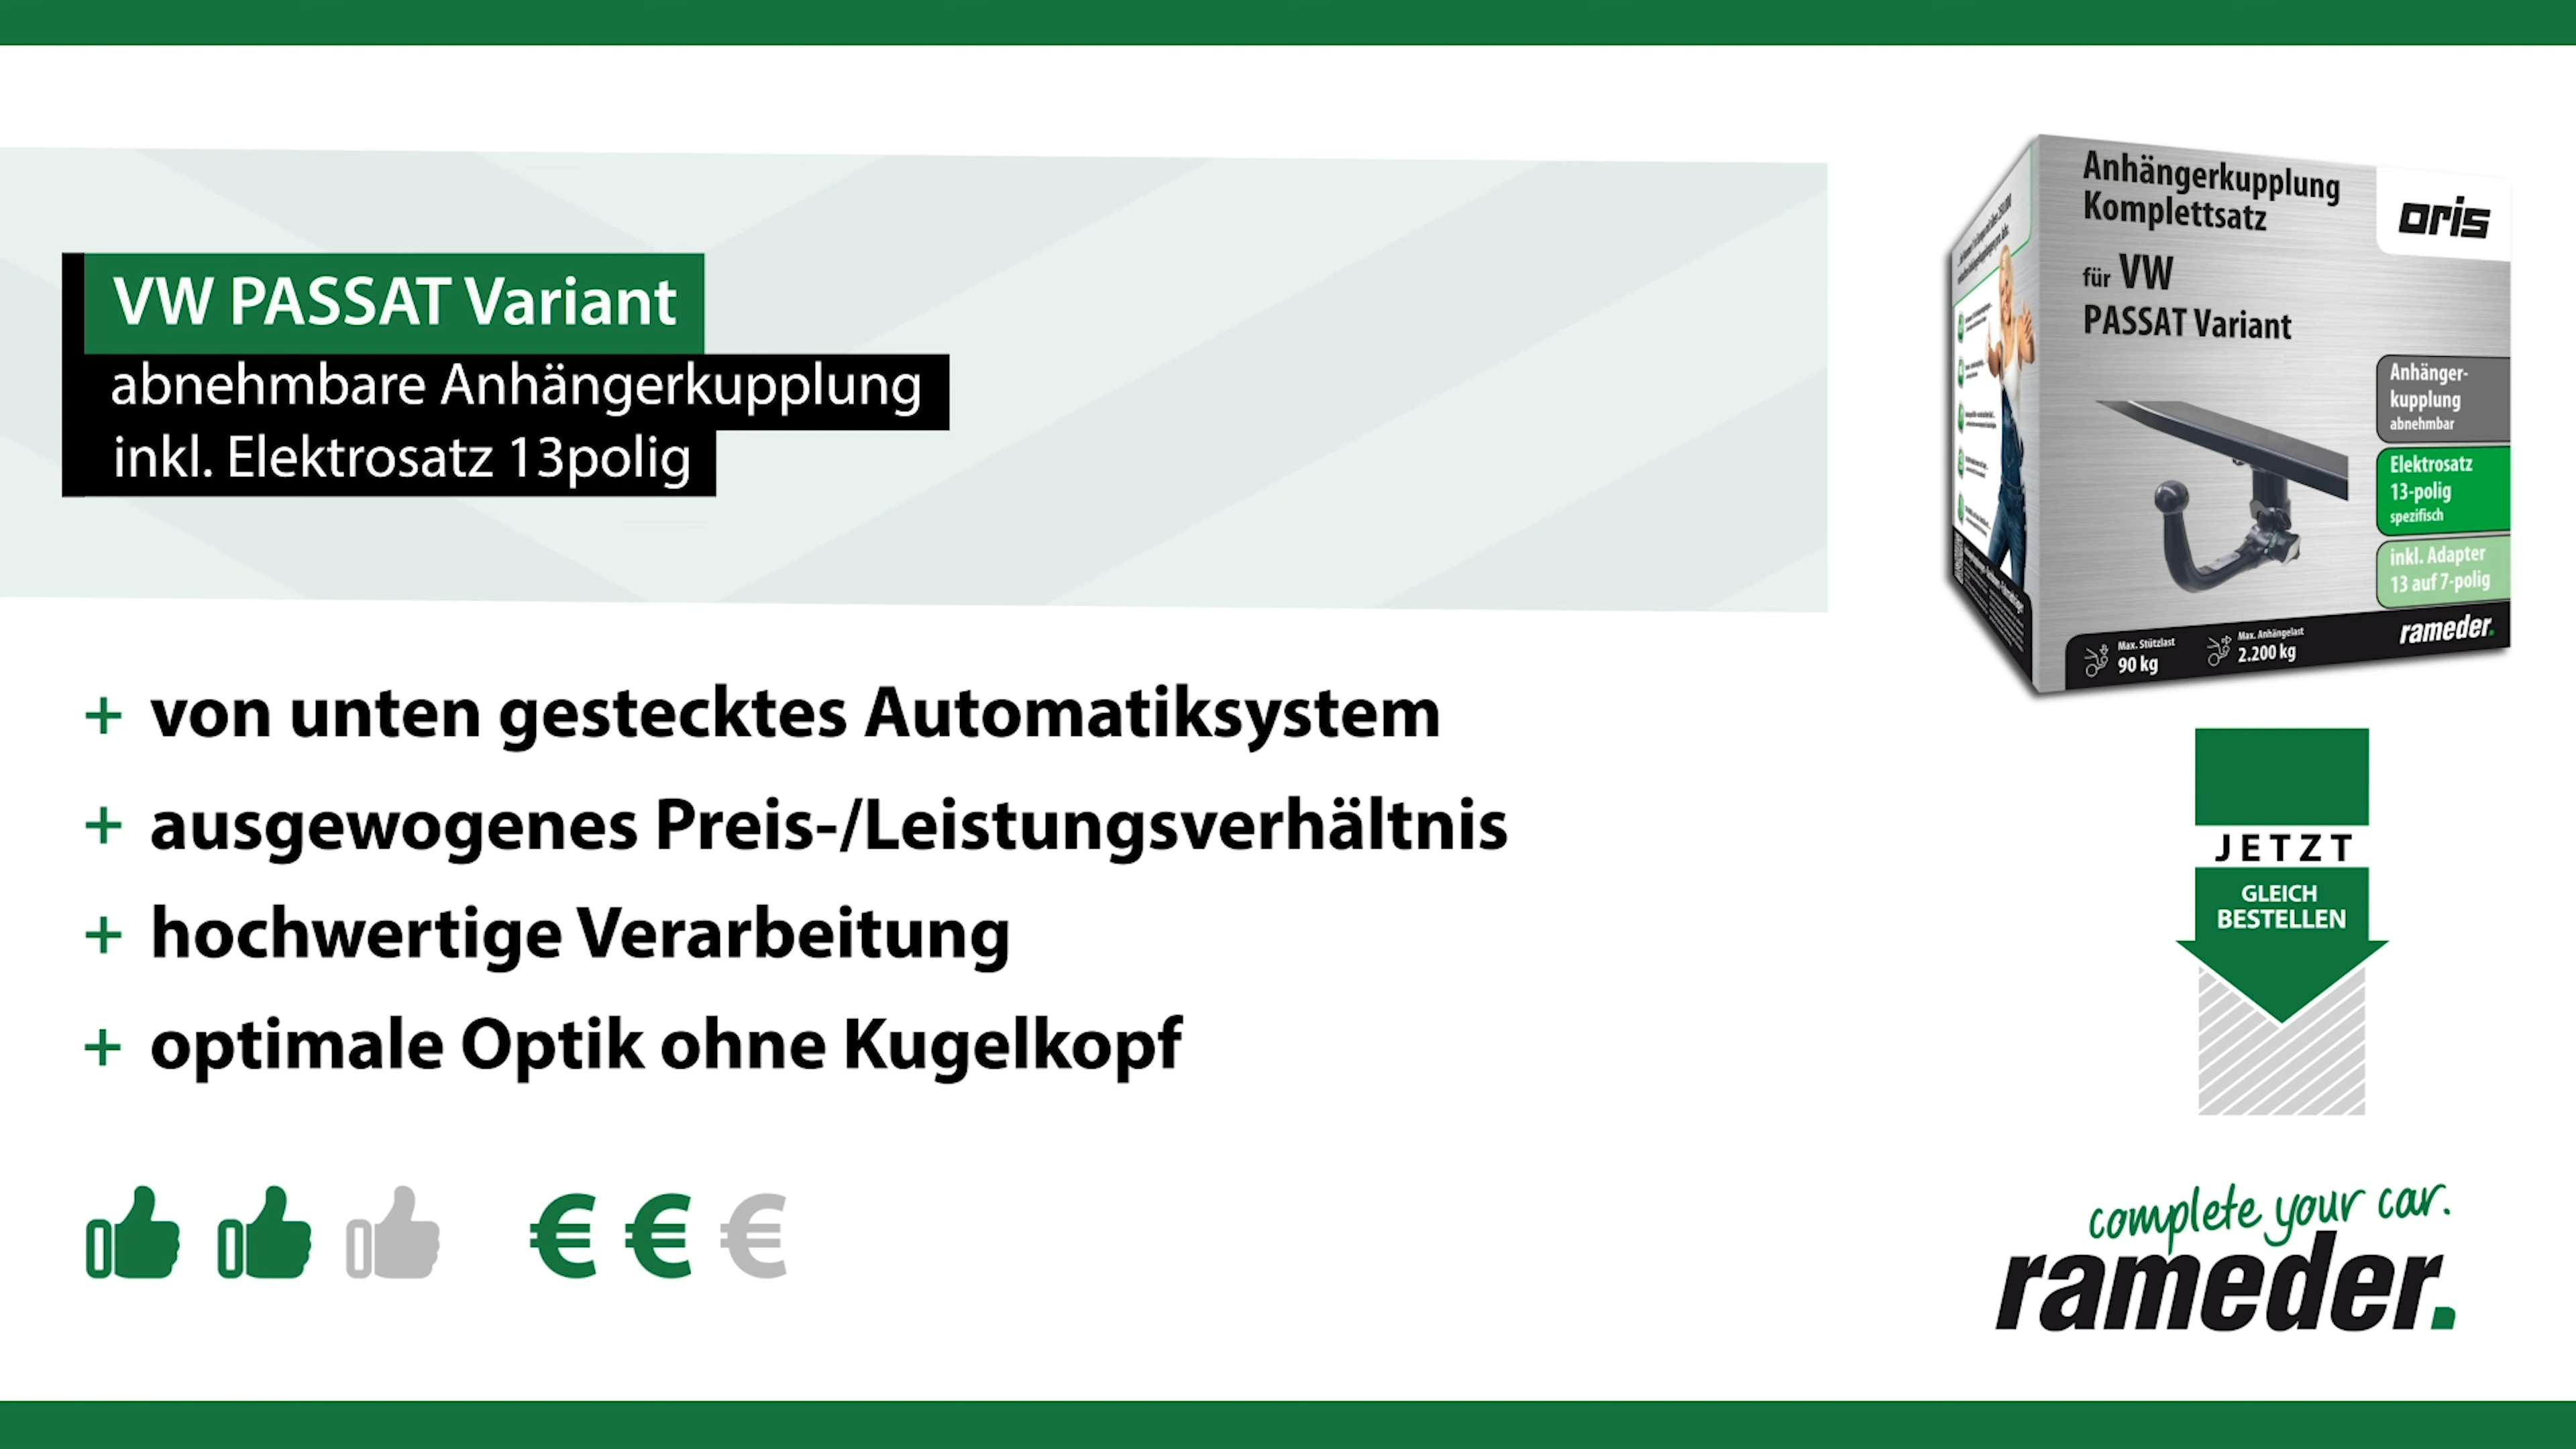 VW PASSAT Variant
abnehmbare Anhängerkupplung
inkl. Elektrosatz 13polig
+ von unten gestecktes Automatiksystem
+ ausgewogenes Preis-/Leistungsverhältnis
+ hochwertige Verarbeitung
+ optimale Optik ohne Kugelkopf
€ € €
Anhängerkupplung
Komplettsatz
oris
für VW
PASSAT Variant
Anhänger-
kupplung
abnehmbar
Elektrosatz
13-polig
spezifisch
inkl. Adapter
13 auf 7-polig
Max. Stützlast
90 kg
Max. Anhängelast
2.200 kg
rameder.
JETZT
GLEICH
BESTELLEN
complete your car.
rameder.